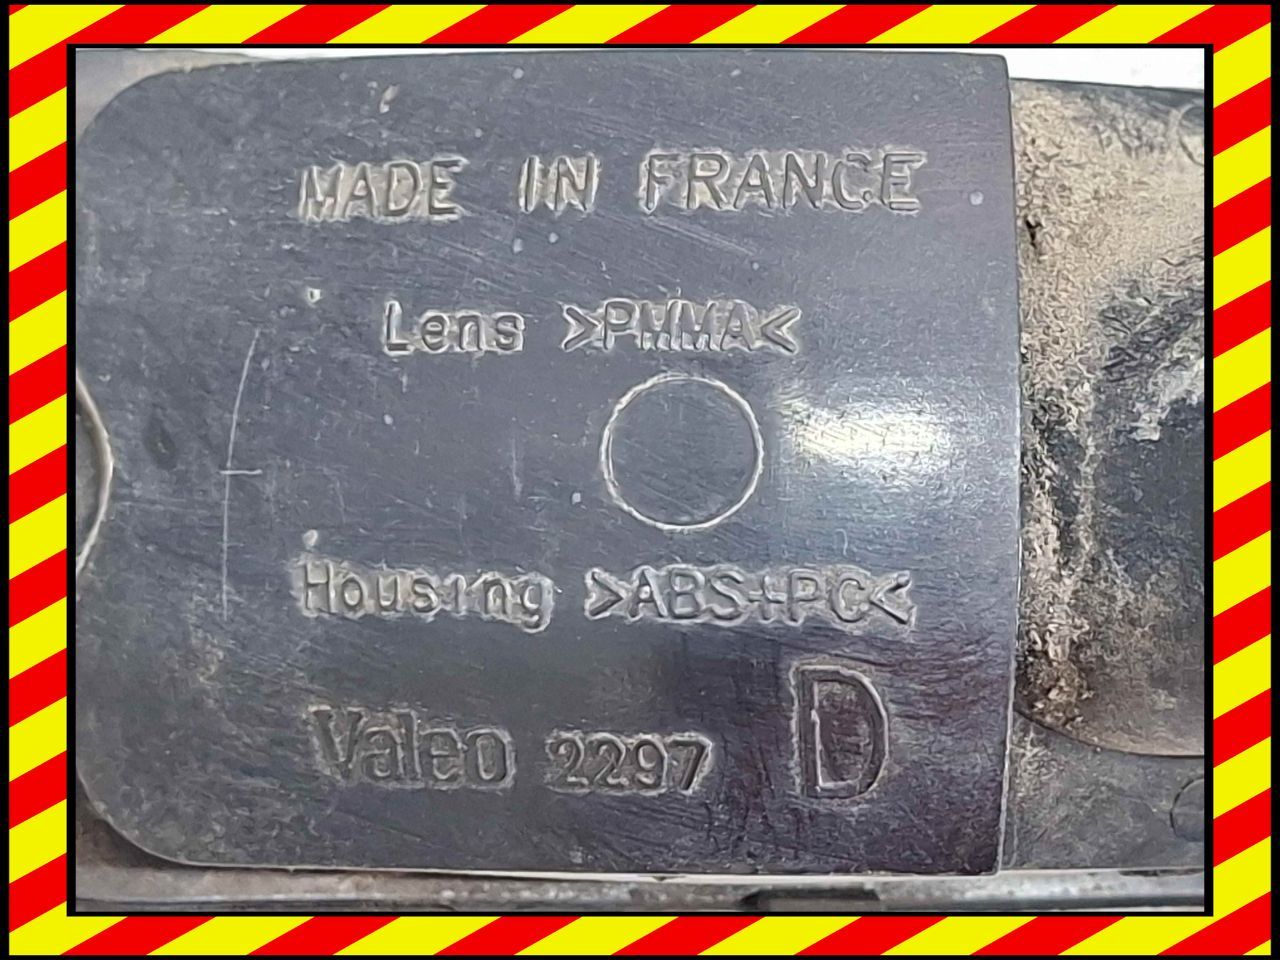 MADE IN FRANCE
Lens >PMMA<
Housing >ABS+PC<
Valeo 2297 D